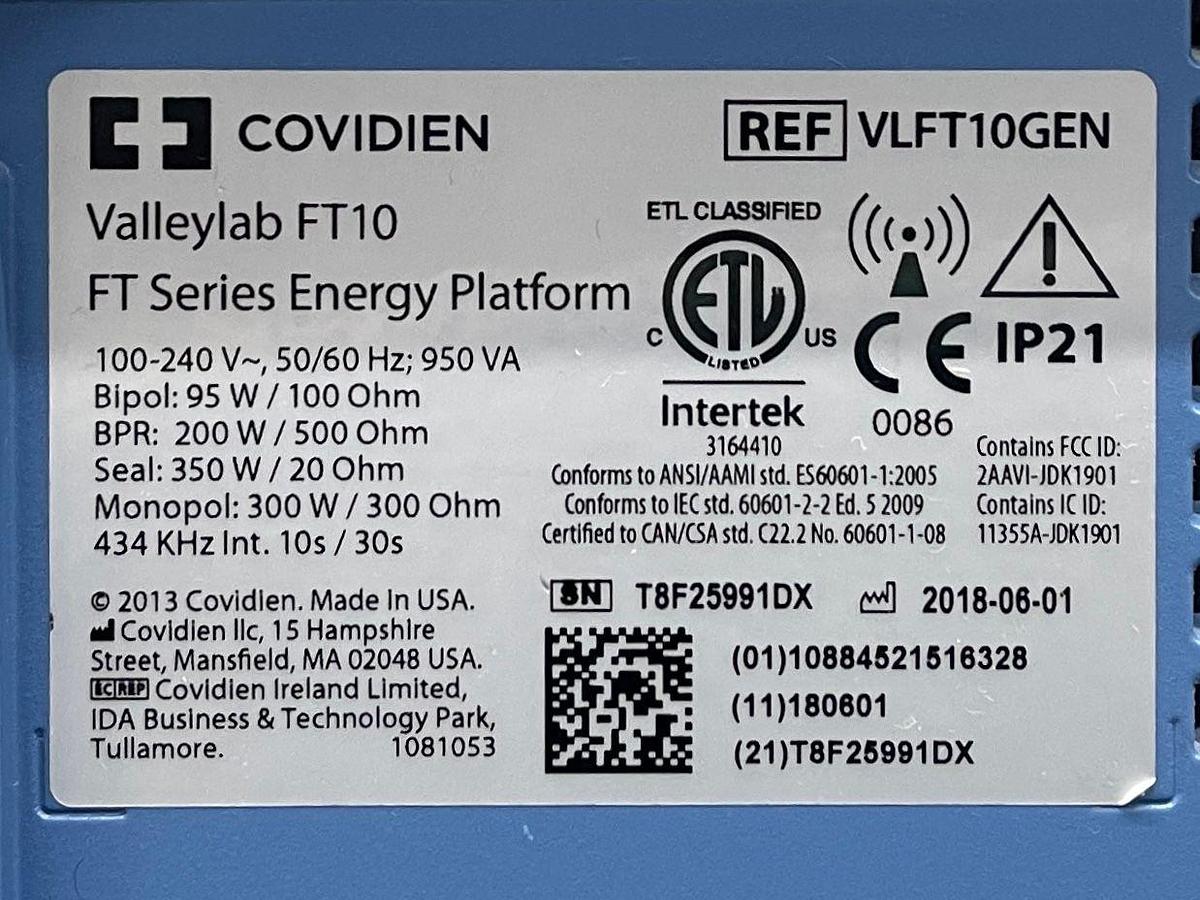 COVIDIEN
REF VLFT10GEN
Valleylab FT10
FT Series Energy Platform
100-240 V~, 50/60 Hz; 950 VA
Bipol: 95 W / 100 Ohm
BPR: 200 W / 500 Ohm
Seal: 350 W / 20 Ohm
Monopol: 300 W / 300 Ohm
434 KHz Int. 10s / 30s
ETL CLASSIFIED
ETL
C US
LISTED
Intertek
3164410
CE IP21
0086
Conforms to ANSI/AAMI std. ES60601-1:2005
Conforms to IEC std. 60601-2-2 Ed. 5 2009
Certified to CAN/CSA std. C22.2 No. 60601-1-08
Contains FCC ID:
2AAVI-JDK1901
Contains IC ID:
11355A-JDK1901
© 2013 Covidien. Made in USA.
Covidien llc, 15 Hampshire
Street, Mansfield, MA 02048 USA.
EC REP Covidien Ireland Limited,
IDA Business & Technology Park,
Tullamore. 1081053
SN T8F25991DX 2018-06-01
(01)10884521516328
(11)180601
(21)T8F25991DX